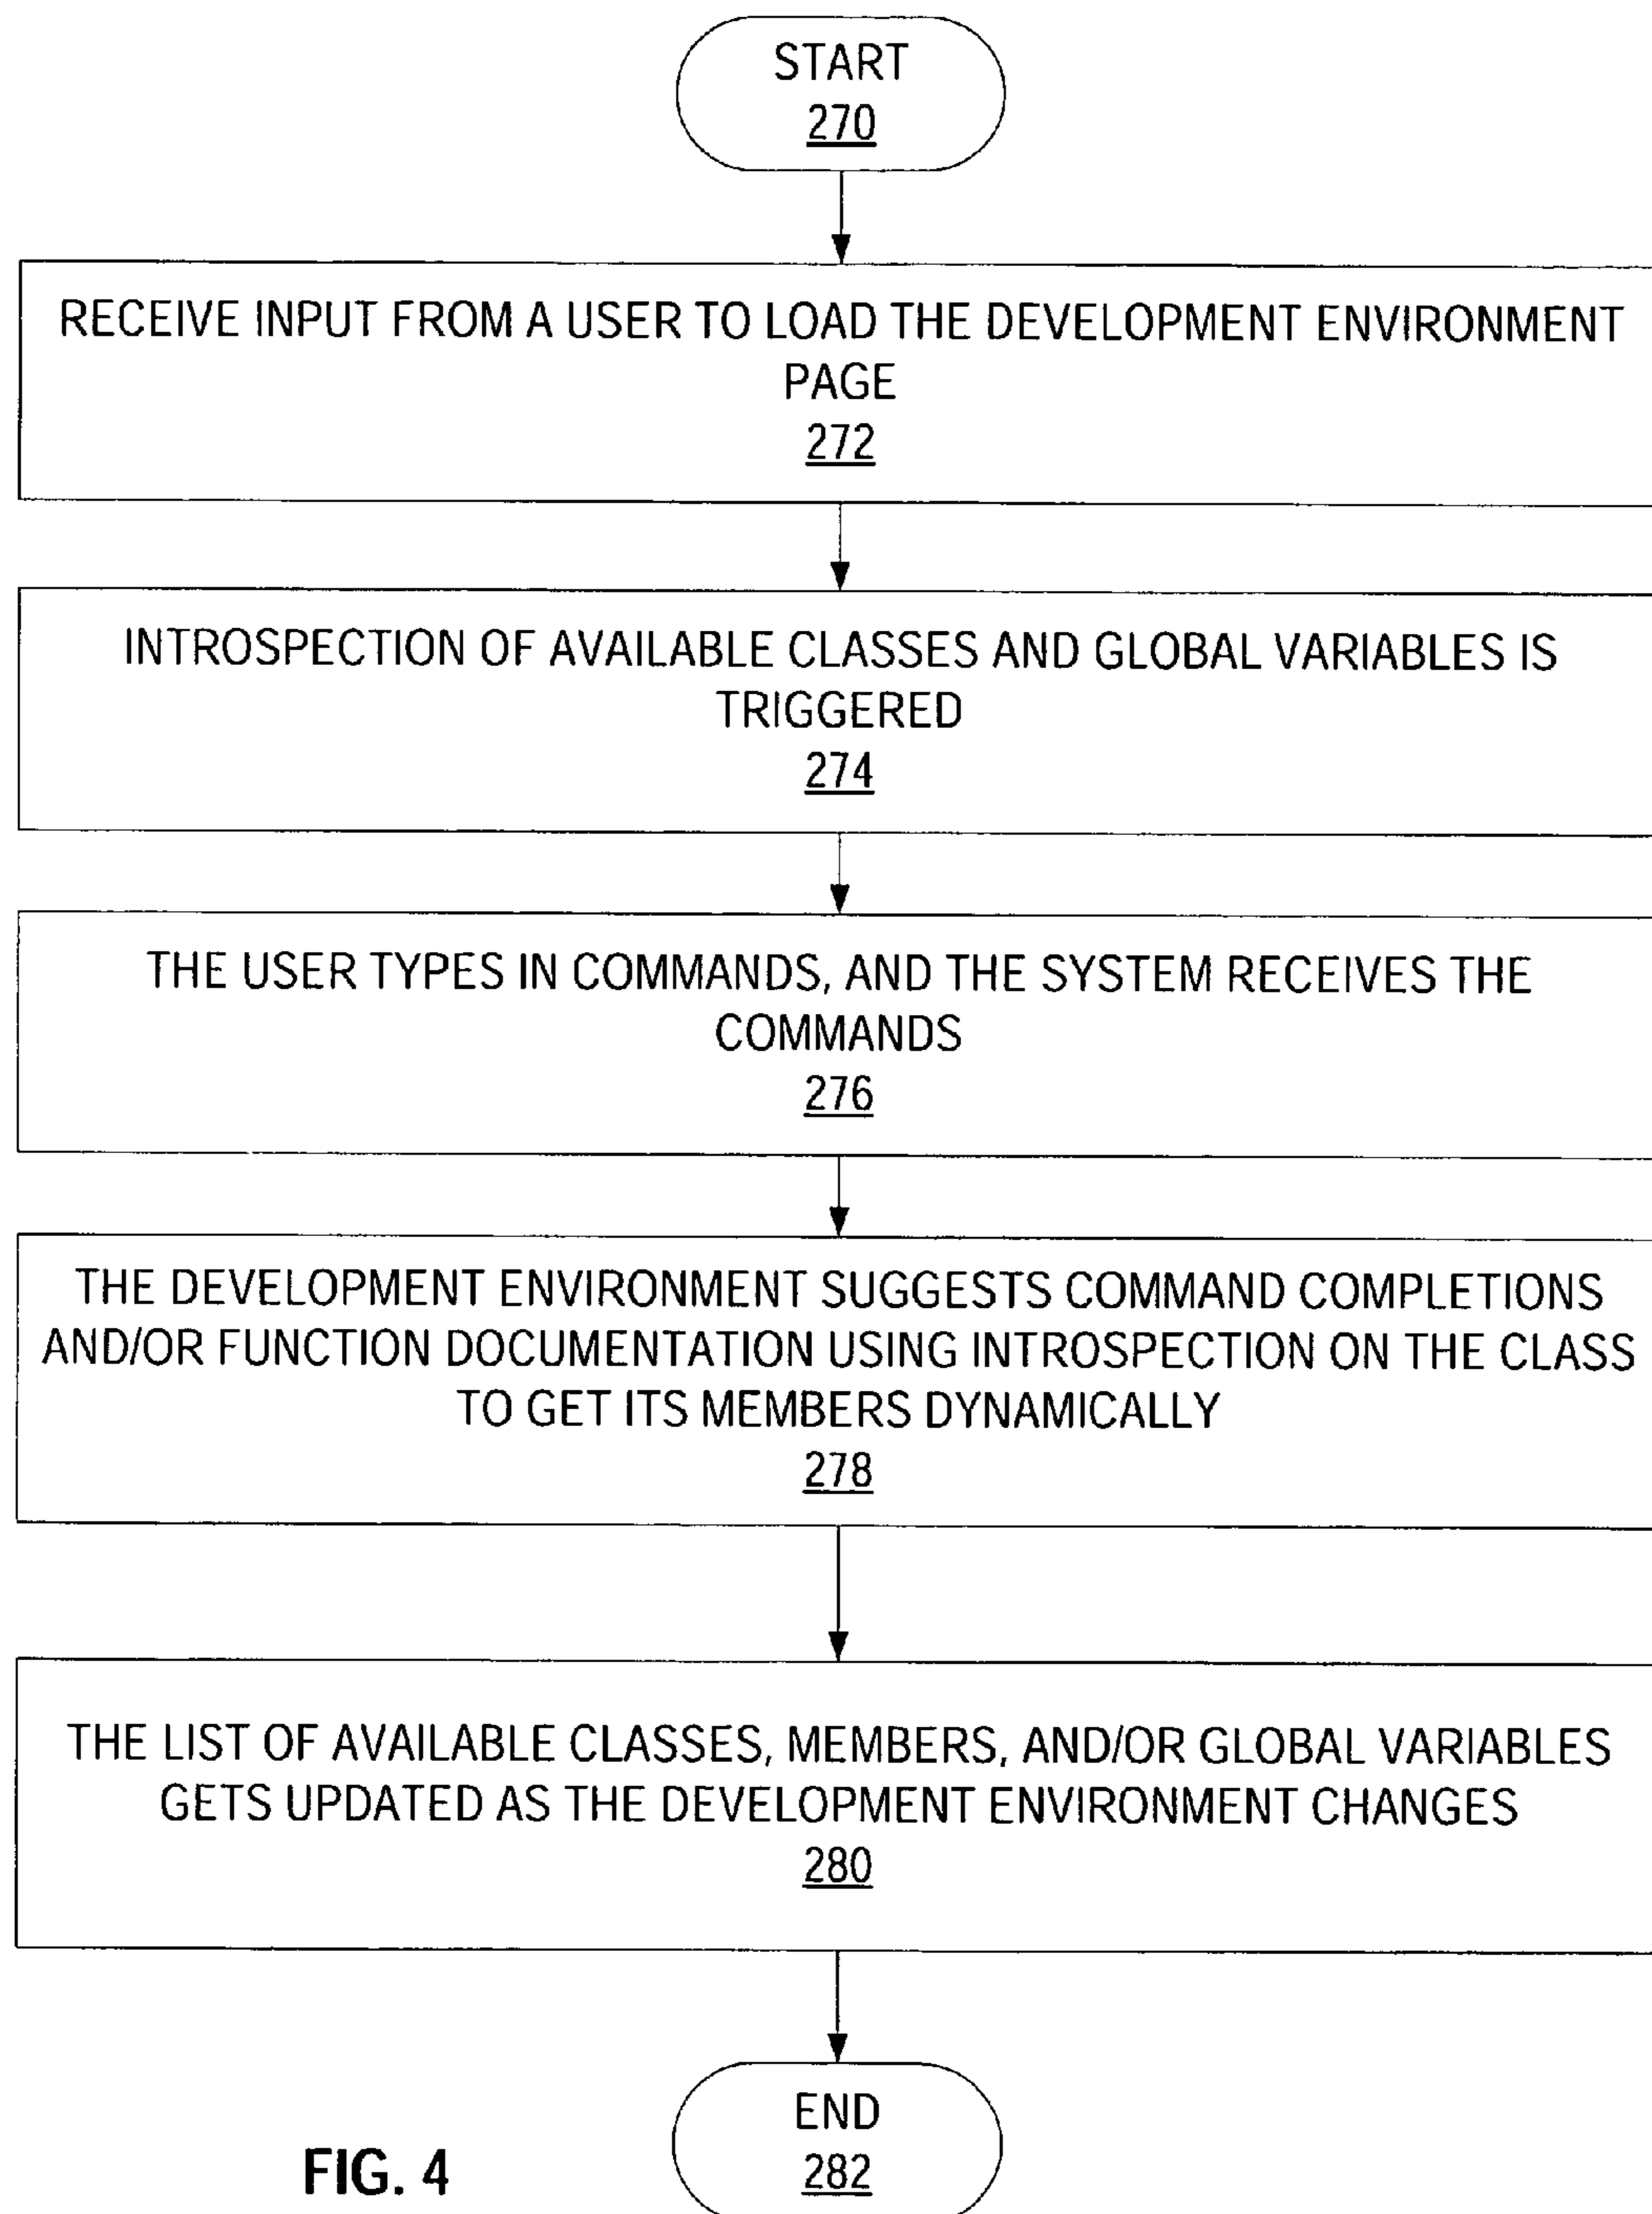 START
270
RECEIVE INPUT FROM A USER TO LOAD THE DEVELOPMENT ENVIRONMENT
PAGE
272
INTROSPECTION OF AVAILABLE CLASSES AND GLOBAL VARIABLES IS
TRIGGERED
274
THE USER TYPES IN COMMANDS, AND THE SYSTEM RECEIVES THE
COMMANDS
276
THE DEVELOPMENT ENVIRONMENT SUGGESTS COMMAND COMPLETIONS
AND/OR FUNCTION DOCUMENTATION USING INTROSPECTION ON THE CLASS
TO GET ITS MEMBERS DYNAMICALLY
278
THE LIST OF AVAILABLE CLASSES, MEMBERS, AND/OR GLOBAL VARIABLES
GETS UPDATED AS THE DEVELOPMENT ENVIRONMENT CHANGES
280
END
282
FIG. 4